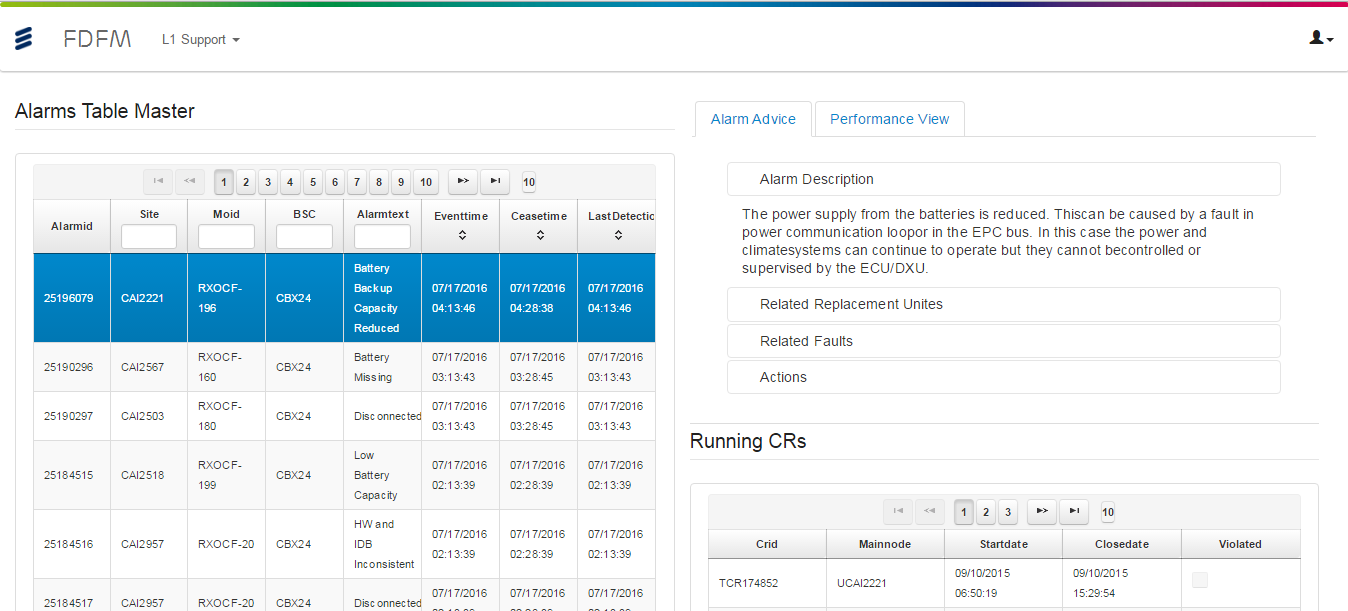 FDFM
L1 Support
Alarms Table Master
1 2 3 4 5 6 7 8 9 10 10
Alarmid Site Moid BSC Alarmtext Eventtime Ceasetime LastDetectio
25196079 CAI2221 RXOCF-196 CBX24 Battery Backup Capacity Reduced 07/17/2016 04:13:46 07/17/2016 04:28:38 07/17/2016 04:13:46
25190296 CAI2567 RXOCF-160 CBX24 Battery Missing 07/17/2016 03:13:43 07/17/2016 03:28:45 07/17/2016 03:13:43
25190297 CAI2503 RXOCF-180 CBX24 Disconnected 07/17/2016 03:13:43 07/17/2016 03:28:45 07/17/2016 03:13:43
25184515 CAI2518 RXOCF-199 CBX24 Low Battery Capacity 07/17/2016 02:13:39 07/17/2016 02:28:39 07/17/2016 02:13:39
25184516 CAI2957 RXOCF-20 CBX24 HW and IDB Inconsistent 07/17/2016 02:13:39 07/17/2016 02:28:39 07/17/2016 02:13:39
25184517 CAI2957 RXOCF-20 CBX24 Disconnected 07/17/2016 07/17/2016 07/17/2016
Alarm Advice
Performance View
Alarm Description
The power supply from the batteries is reduced. Thiscan be caused by a fault in
power communication loopor in the EPC bus. In this case the power and
climatesystems can continue to operate but they cannot becontrolled or
supervised by the ECU/DXU.
Related Replacement Unites
Related Faults
Actions
Running CRs
1 2 3 10
Crid Mainnode Startdate Closedate Violated
TCR174852 UCAI2221 09/10/2015 06:50:19 09/10/2015 15:29:54